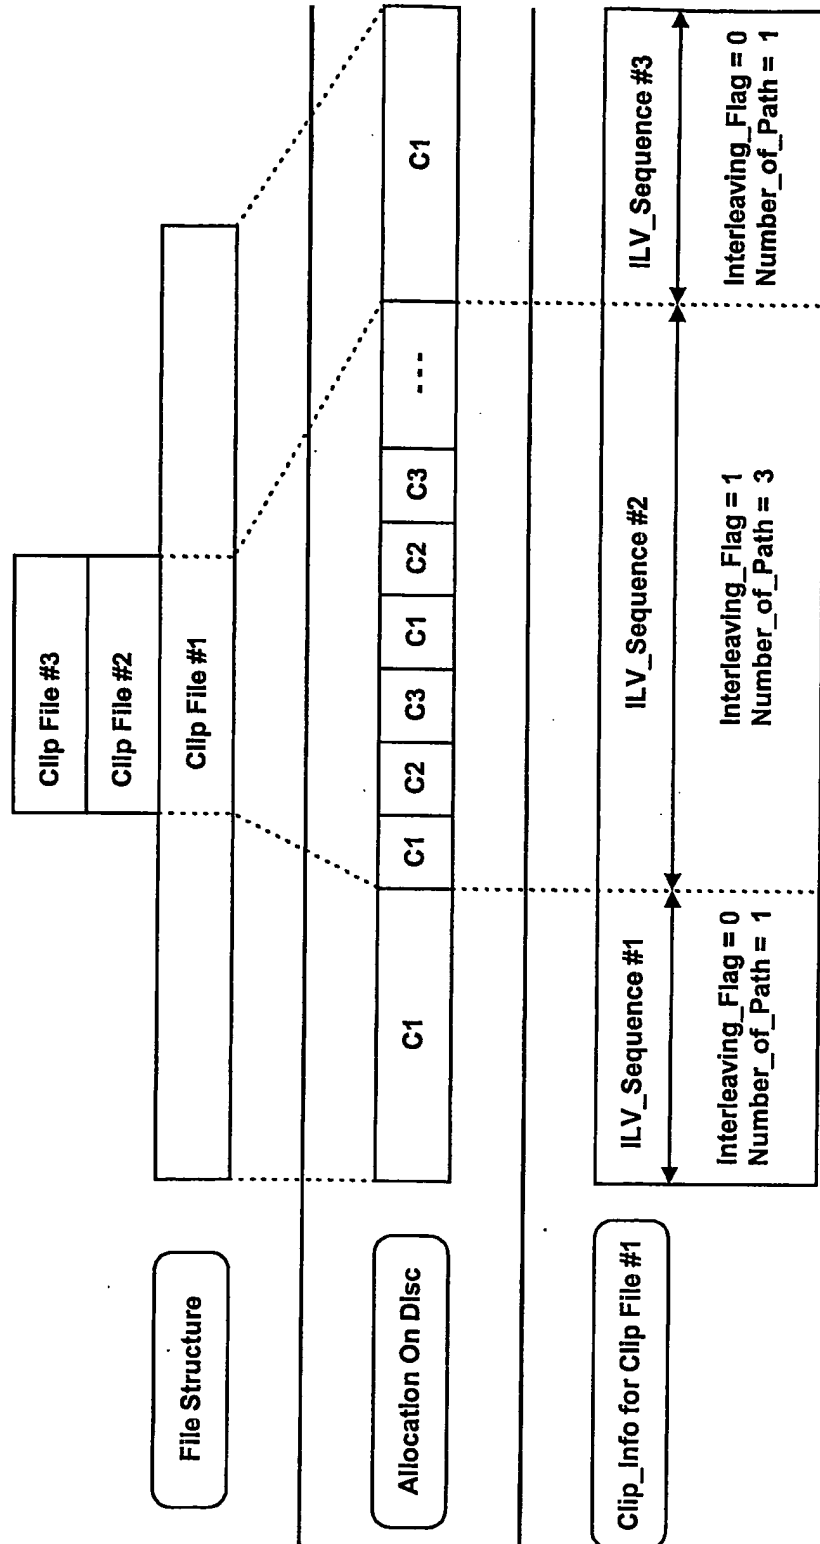 File Structure
Clip File #3
Clip File #2
Clip File #1
Allocation On Disc
C1
C1
C2
C3
C1
C2
C3
---
C1
Clip_Info for Clip File #1
ILV_Sequence #1
ILV_Sequence #2
ILV_Sequence #3
Interleaving_Flag = 0
Number_of_Path = 1
Interleaving_Flag = 1
Number_of_Path = 3
Interleaving_Flag = 0
Number_of_Path = 1